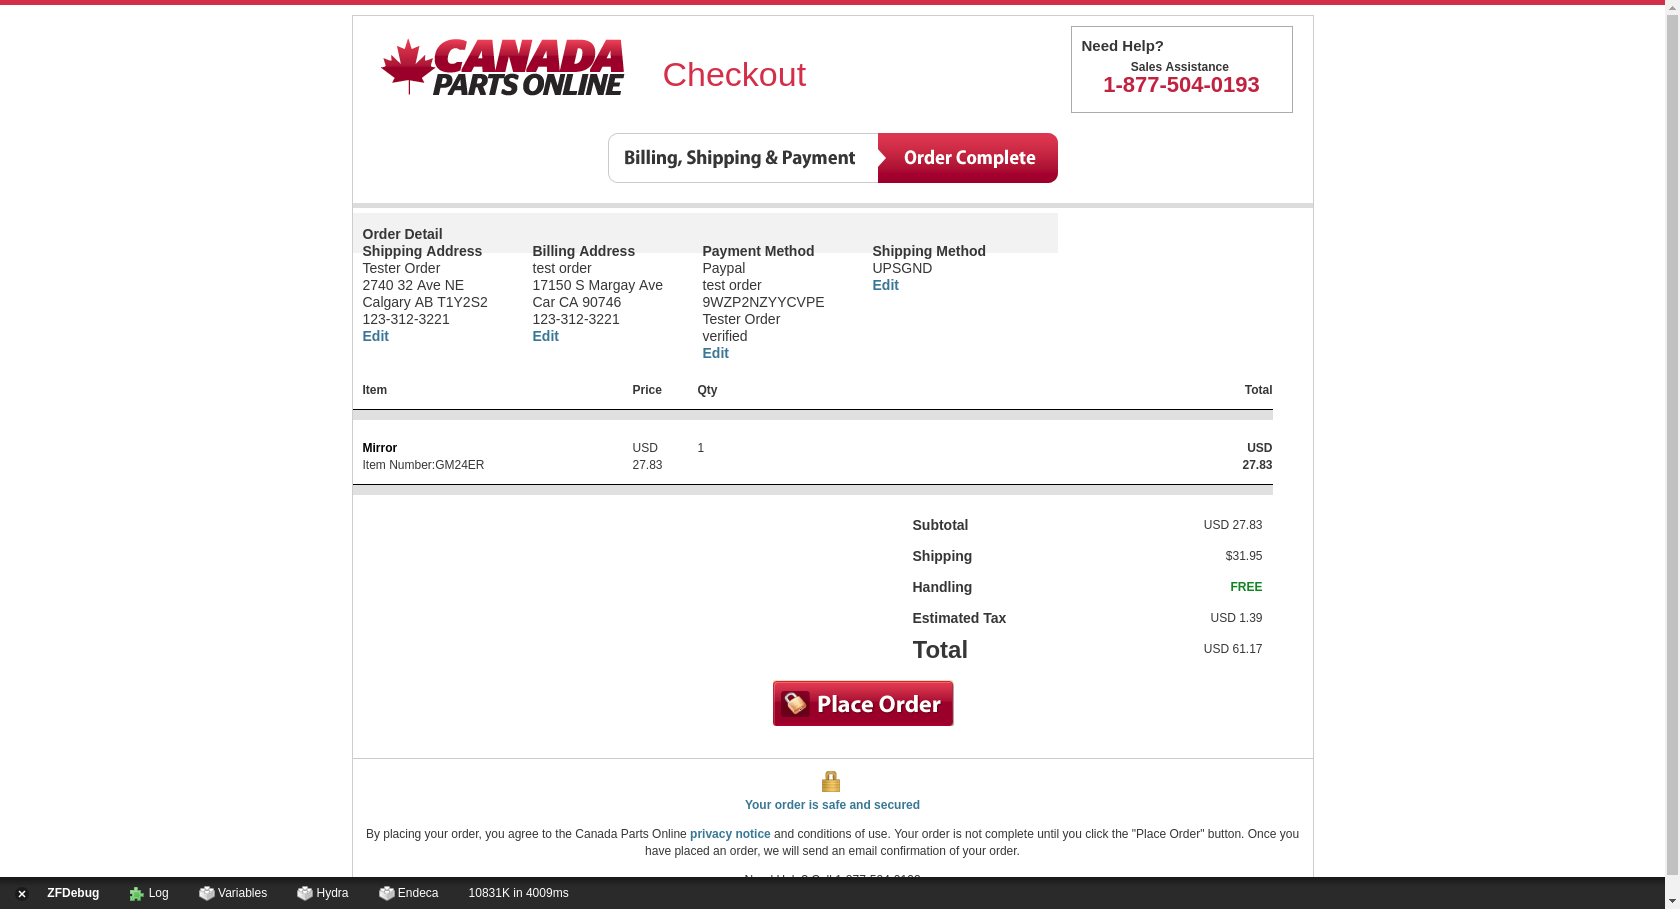 CANADA
PARTS ONLINE
Checkout
Need Help?
Sales Assistance
1-877-504-0193
Billing, Shipping & Payment
Order Complete
Order Detail
Shipping Address
Tester Order
2740 32 Ave NE
Calgary AB T1Y2S2
123-312-3221
Edit
Billing Address
test order
17150 S Margay Ave
Car CA 90746
123-312-3221
Edit
Payment Method
Paypal
test order
9WZP2NZYYCVPE
Tester Order
verified
Edit
Shipping Method
UPSGND
Edit
Item Price Qty Total
Mirror USD 1 USD
Item Number:GM24ER 27.83 27.83
Subtotal USD 27.83
Shipping $31.95
Handling FREE
Estimated Tax USD 1.39
Total USD 61.17
Place Order
Your order is safe and secured
By placing your order, you agree to the Canada Parts Online privacy notice and conditions of use. Your order is not complete until you click the "Place Order" button. Once you
have placed an order, we will send an email confirmation of your order.
ZFDebug Log Variables Hydra Endeca 10831K in 4009ms